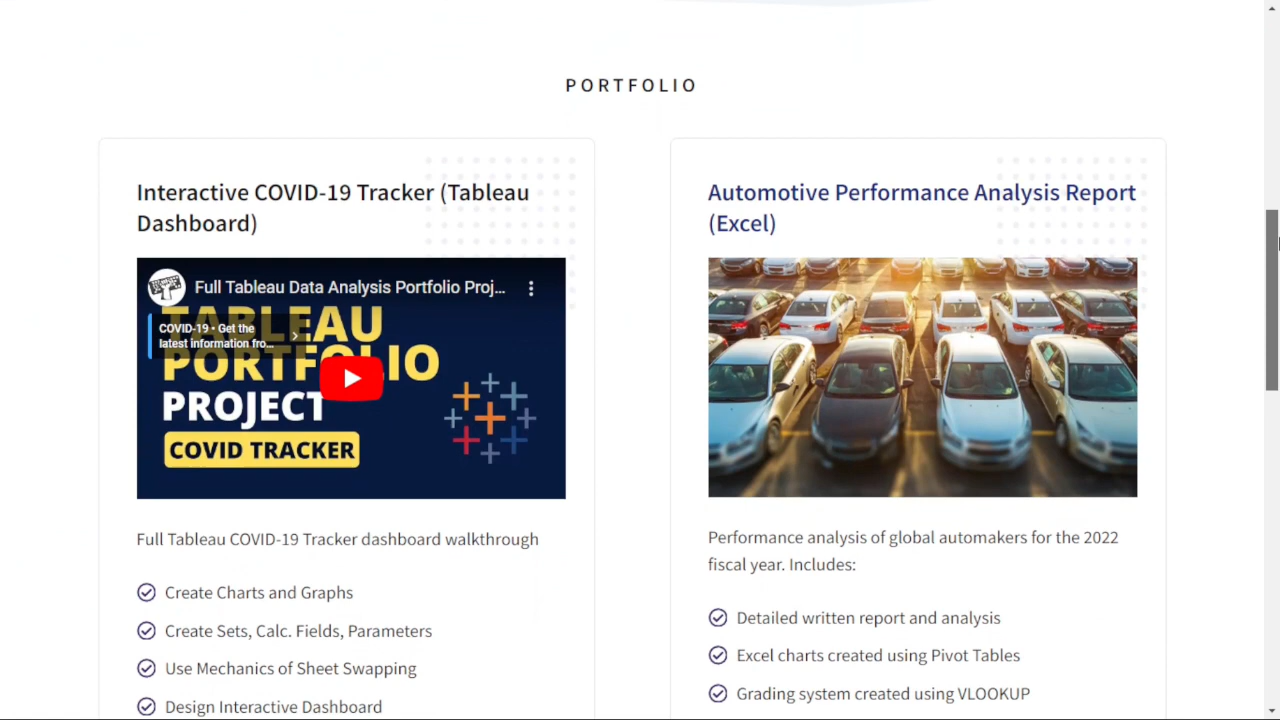 PORTFOLIO
Interactive COVID-19 Tracker (Tableau
Dashboard)
Full Tableau Data Analysis Portfolio Proj...
TABLEAU
COVID-19 • Get the
latest information fro...
PORTFOLIO
PROJECT
COVID TRACKER
Full Tableau COVID-19 Tracker dashboard walkthrough
Create Charts and Graphs
Create Sets, Calc. Fields, Parameters
Use Mechanics of Sheet Swapping
Design Interactive Dashboard
Automotive Performance Analysis Report
(Excel)
Performance analysis of global automakers for the 2022
fiscal year. Includes:
Detailed written report and analysis
Excel charts created using Pivot Tables
Grading system created using VLOOKUP